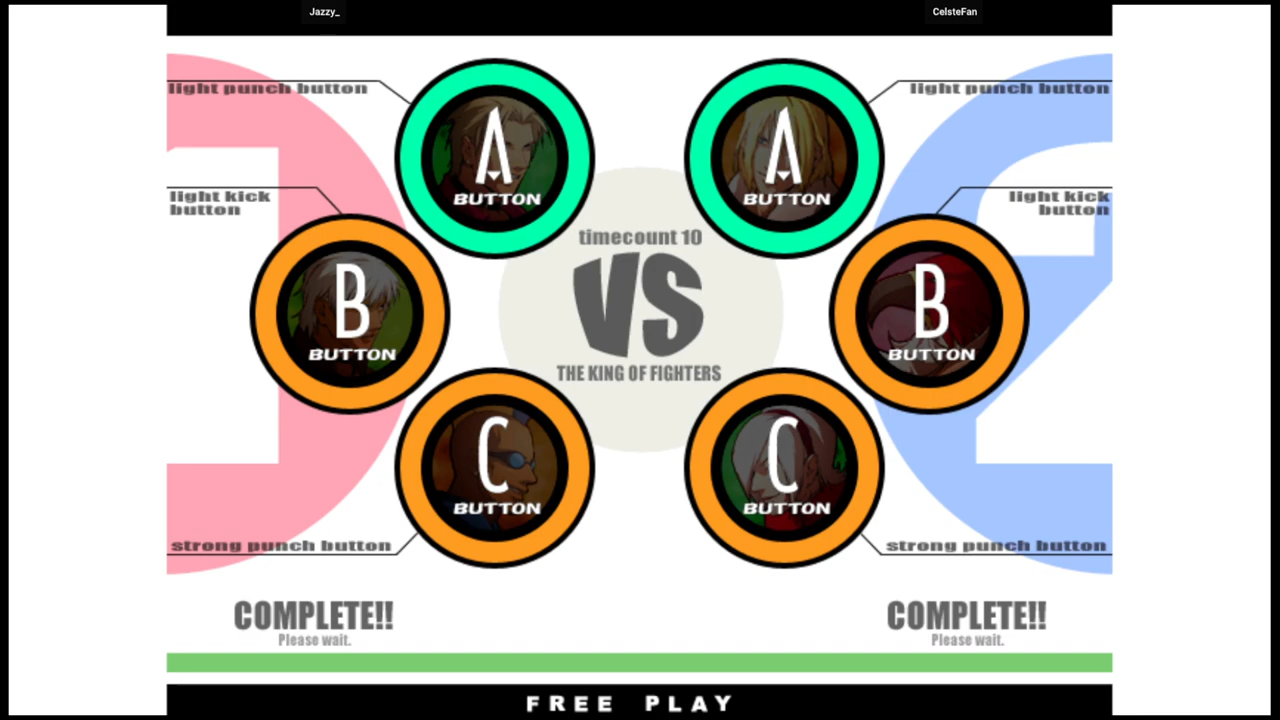 Jazzy_
CelsteFan
light punch button
light punch button
A
BUTTON
A
BUTTON
light kick
button
light kick
button
timecount 10
VS
THE KING OF FIGHTERS
1
2
B
BUTTON
B
BUTTON
C
BUTTON
C
BUTTON
strong punch button
strong punch button
COMPLETE!!
Please wait.
COMPLETE!!
Please wait.
FREE PLAY